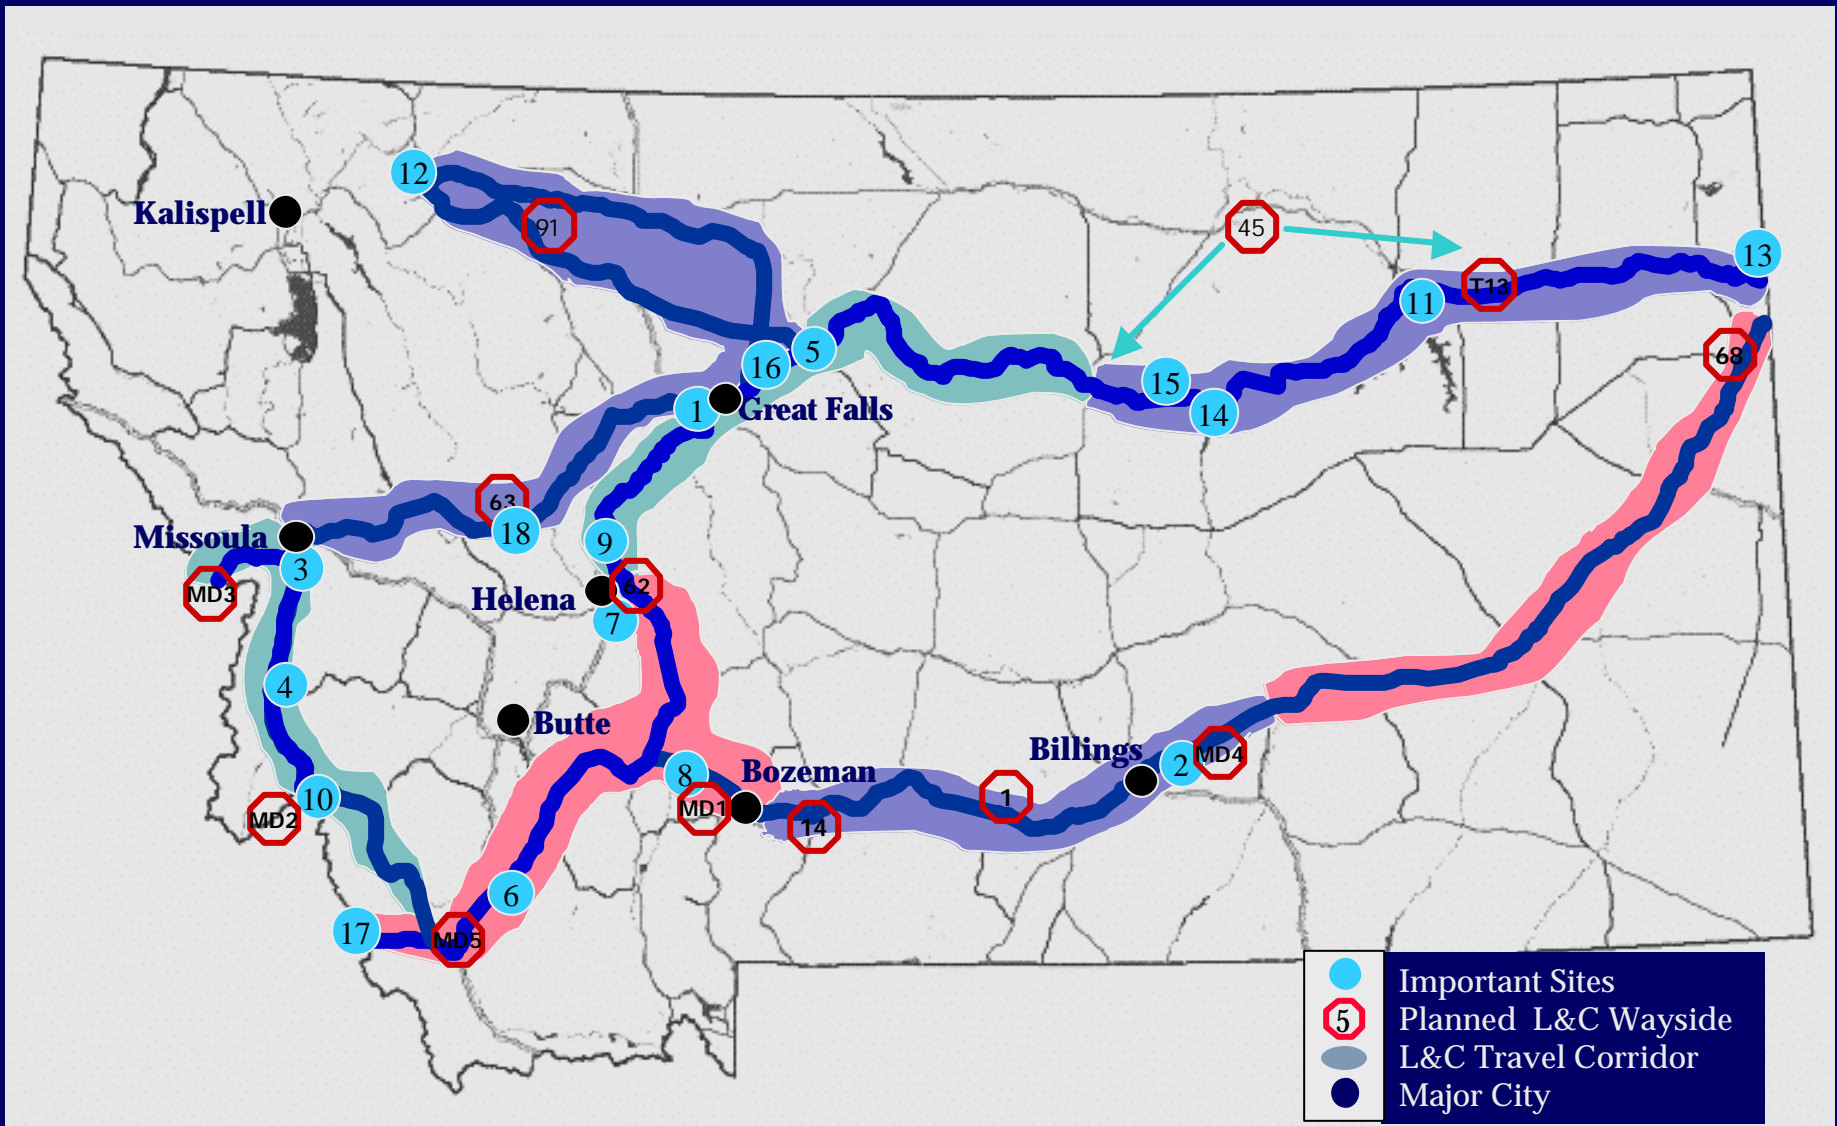 12
Kalispell
91
45
13
T13
11
5
16
15
68
1
Great Falls
14
63
18
Missoula
9
3
MD3
62
Helena
7
4
Butte
Billings
2
MD4
8
Bozeman
10
MD1
1
MD2
14
6
17
MD5
Important Sites
5 Planned L&C Wayside
L&C Travel Corridor
Major City